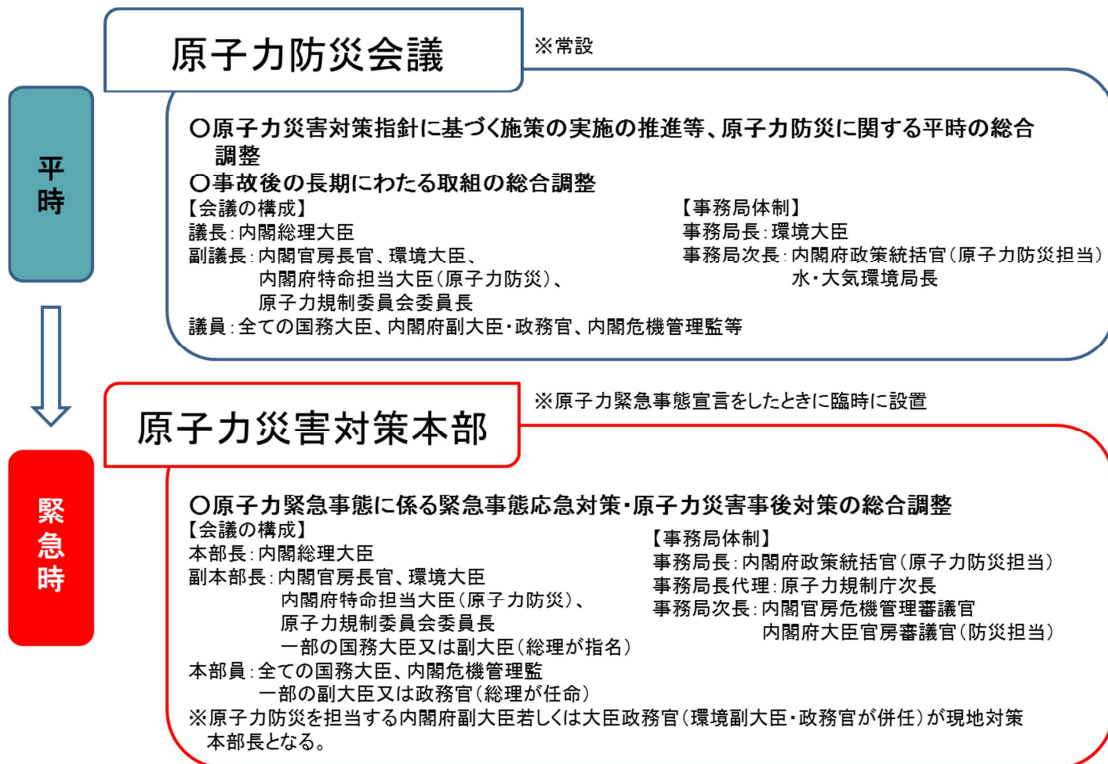 原子力防災会議
※常設
平時
○原子力災害対策指針に基づく施策の実施の推進等、原子力防災に関する平時の総合
調整
○事故後の長期にわたる取組の総合調整
【会議の構成】
議長:内閣総理大臣
副議長:内閣官房長官、環境大臣、
内閣府特命担当大臣(原子力防災)、
原子力規制委員会委員長
議員:全ての国務大臣、内閣府副大臣・政務官、内閣危機管理監等
【事務局体制】
事務局長:環境大臣
事務局次長:内閣府政策統括官(原子力防災担当)
水・大気環境局長
原子力災害対策本部
※原子力緊急事態宣言をしたときに臨時に設置
緊急時
○原子力緊急事態に係る緊急事態応急対策・原子力災害事後対策の総合調整
【会議の構成】
本部長:内閣総理大臣
副本部長:内閣官房長官、環境大臣
内閣府特命担当大臣(原子力防災)、
原子力規制委員会委員長
一部の国務大臣又は副大臣(総理が指名)
本部員:全ての国務大臣、内閣危機管理監
一部の副大臣又は政務官(総理が任命)
【事務局体制】
事務局長:内閣府政策統括官(原子力防災担当)
事務局長代理:原子力規制庁次長
事務局次長:内閣官房危機管理審議官
内閣府大臣官房審議官(防災担当)
※原子力防災を担当する内閣府副大臣若しくは大臣政務官(環境副大臣・政務官が併任)が現地対策
本部長となる。